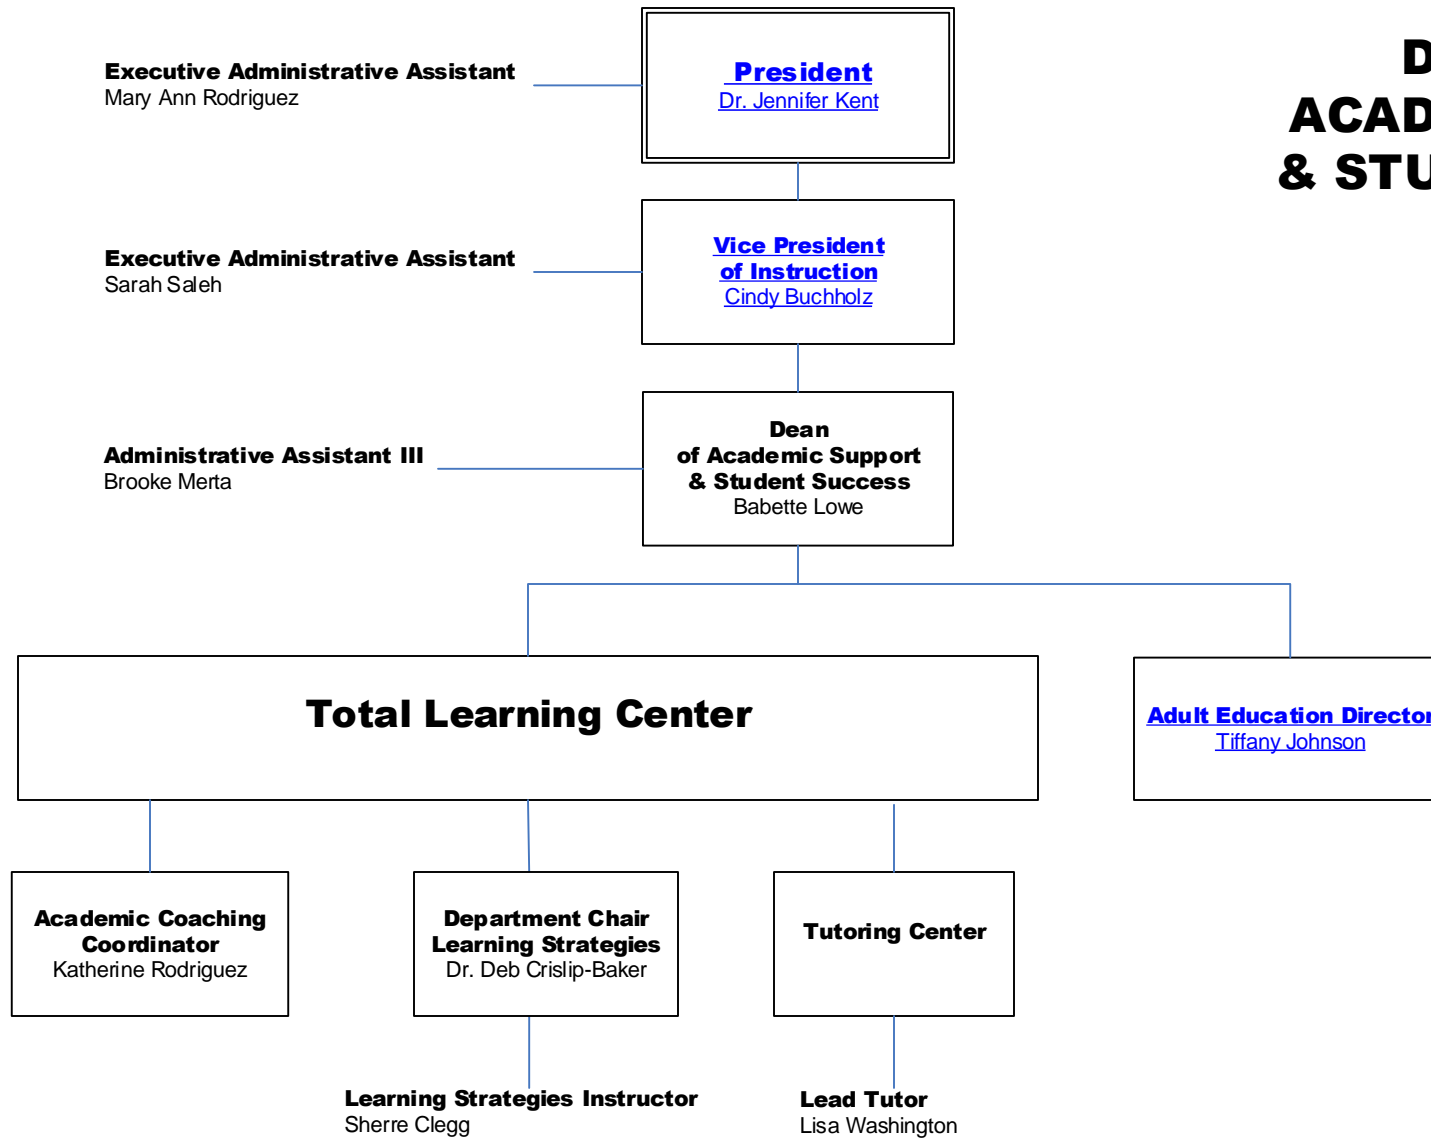 Executive Administrative Assistant
Mary Ann Rodriguez
President
Dr. Jennifer Kent
& 
Executive Administrative Assistant
Sarah Saleh
Vice President
of Instruction
Cindy Buchholz
Administrative Assistant III
Brooke Merta
Dean
of Academic Support
& Student Success
Babette Lowe
Total Learning Center
Adult Education Director
Tiffany Johnson
Academic Coaching
Coordinator
Katherine Rodriguez
Department Chair
Learning Strategies
Dr. Deb Crislip-Baker
Tutoring Center
Learning Strategies Instructor
Sherre Clegg
Lead Tutor
Lisa Washington